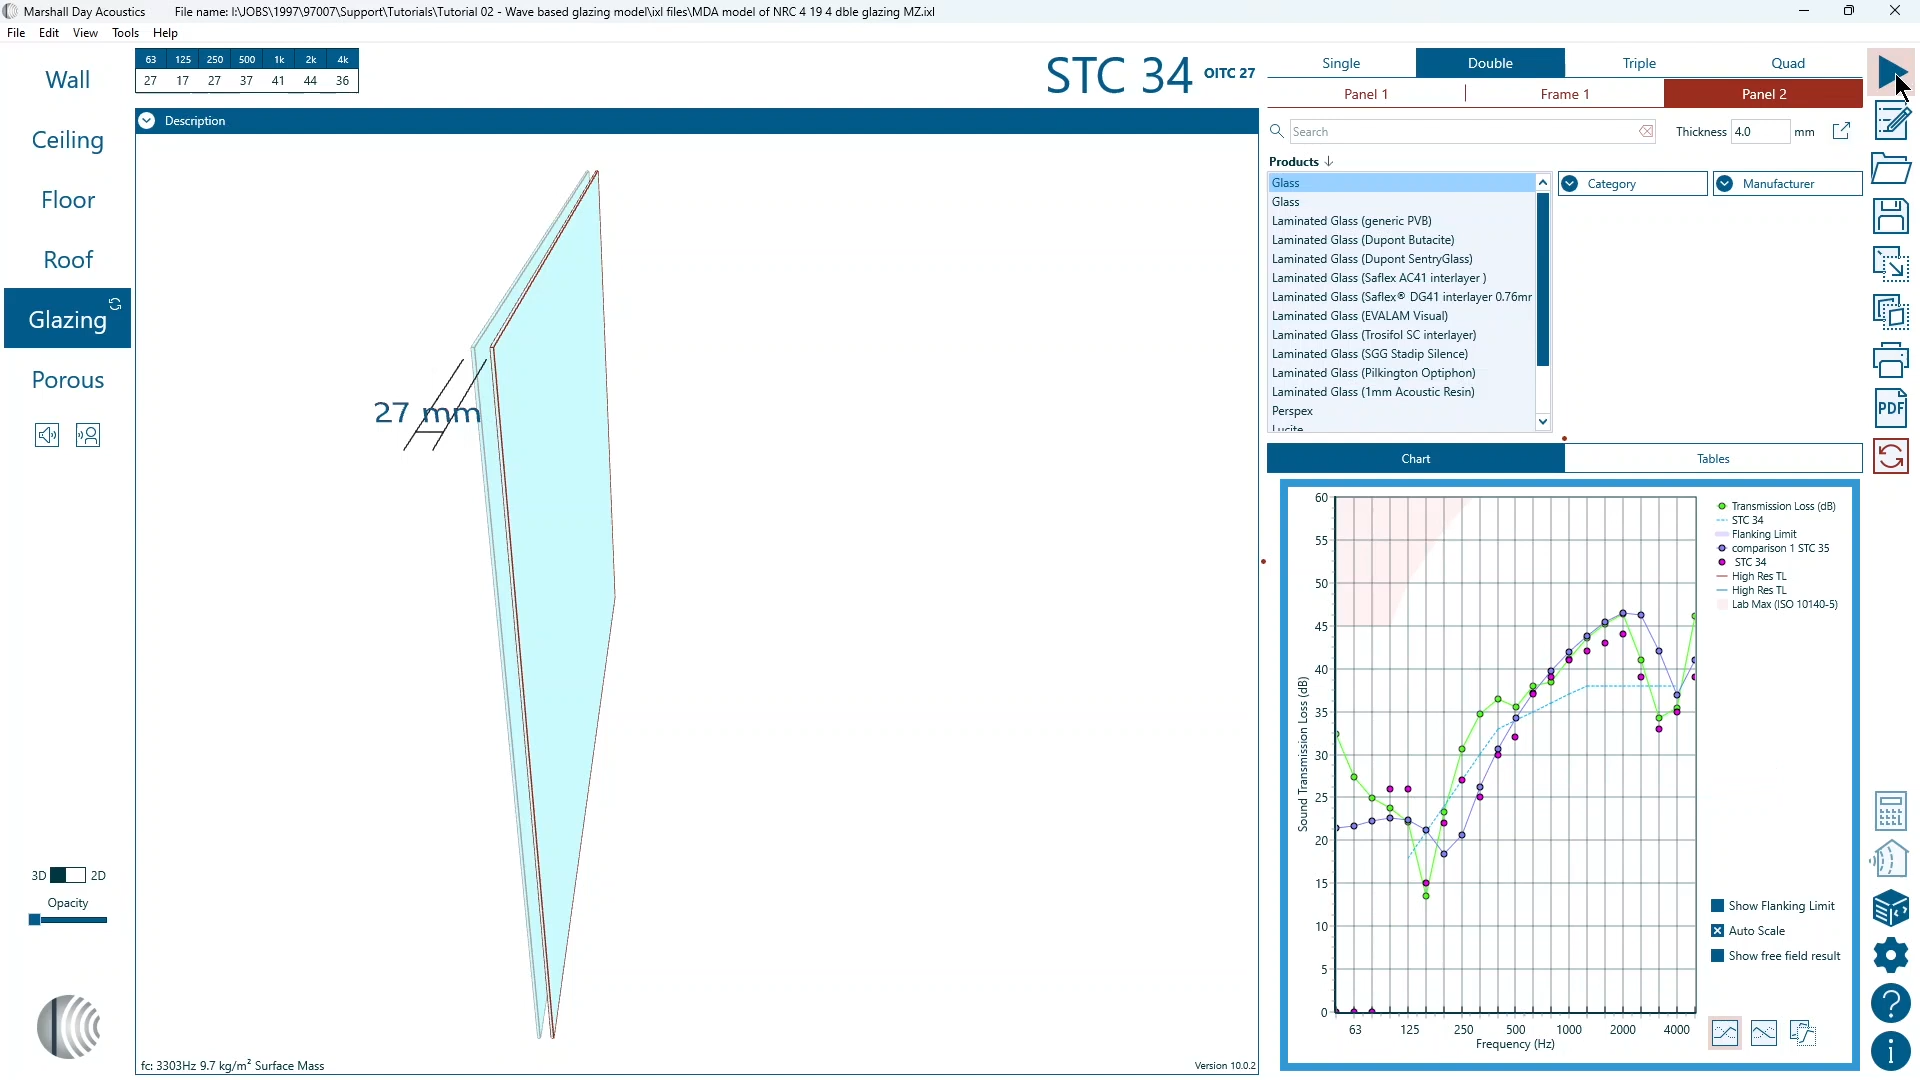 Marshall Day Acoustics File name: I:\JOBS\1997\97007\Support\Tutorials\Tutorial 02 - Wave based glazing model\ixl files\MDA model of NRC 4 19 4 dble glazing MZ.ixl
File Edit View Tools Help
63 125 250 500 1k 2k 4k
27 17 27 37 41 44 36
STC 34 OITC 27
Single Double Triple Quad
Panel 1 Frame 1 Panel 2
Search Thickness 4.0 mm
Wall
Ceiling
Floor
Roof
Glazing
Porous
3D 2D
Opacity
Description
27 mm
fc: 3303Hz 9.7 kg/m² Surface Mass
Version 10.0.2
Products
Category Manufacturer
Glass
Glass
Laminated Glass (generic PVB)
Laminated Glass (Dupont Butacite)
Laminated Glass (Dupont SentryGlass)
Laminated Glass (Saflex AC41 interlayer )
Laminated Glass (Saflex® DG41 interlayer 0.76mr
Laminated Glass (EVALAM Visual)
Laminated Glass (Trosifol SC interlayer)
Laminated Glass (SGG Stadip Silence)
Laminated Glass (Pilkington Optiphon)
Laminated Glass (1mm Acoustic Resin)
Perspex
Lucite
Chart Tables
Sound Transmission Loss (dB)
60
55
50
45
40
35
30
25
20
15
10
5
0
63 125 250 500 1000 2000 4000
Frequency (Hz)
Transmission Loss (dB)
STC 34
Flanking Limit
comparison 1 STC 35
STC 34
High Res TL
High Res TL
Lab Max (ISO 10140-5)
Show Flanking Limit
Auto Scale
Show free field result
PDF